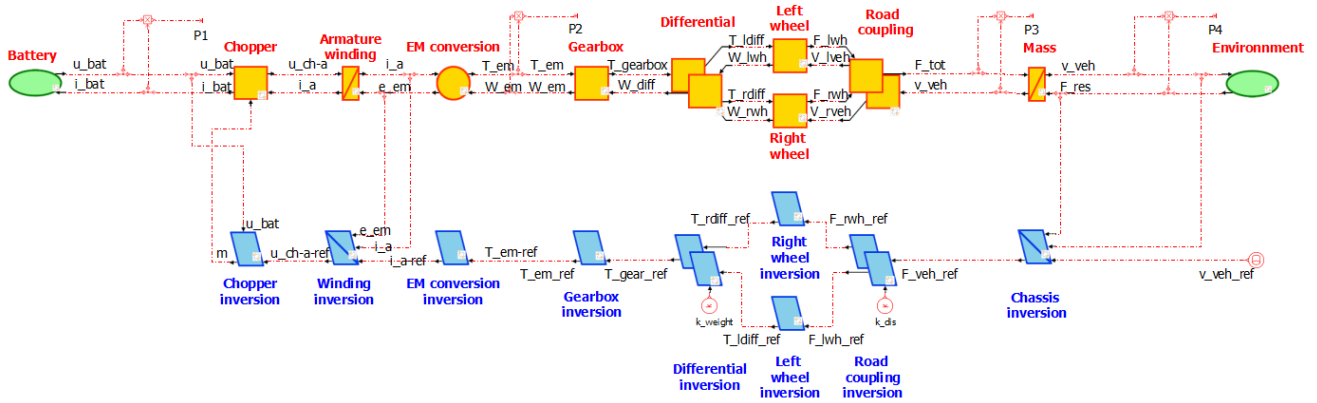 P1
P2
P3
P4
Battery
Chopper
Armature
winding
EM conversion
Gearbox
Differential
Left
wheel
Road
coupling
Mass
Environnment
u_bat
u_bat
u_ch-a
i_a
T_em
T_em
T_gearbox
T_ldiff
F_lwh
F_tot
v_veh
i_bat
i_bat
i_a
e_em
W_em
W_em
W_diff
W_lwh
V_lveh
v_veh
F_res
T_rdiff
F_rwh
W_rwh
V_rveh
Right
wheel
u_bat
e_em
i_a
m
u_ch-a-ref
i_a-ref
T_em-ref
T_em_ref
T_gear_ref
T_rdiff_ref
F_rwh_ref
F_veh_ref
v_veh_ref
Right
wheel
inversion
Chopper
inversion
Winding
inversion
EM conversion
inversion
Gearbox
inversion
k_weight
k_dis
Chassis
inversion
T_ldiff_ref
F_lwh_ref
Differential
inversion
Left
wheel
inversion
Road
coupling
inversion